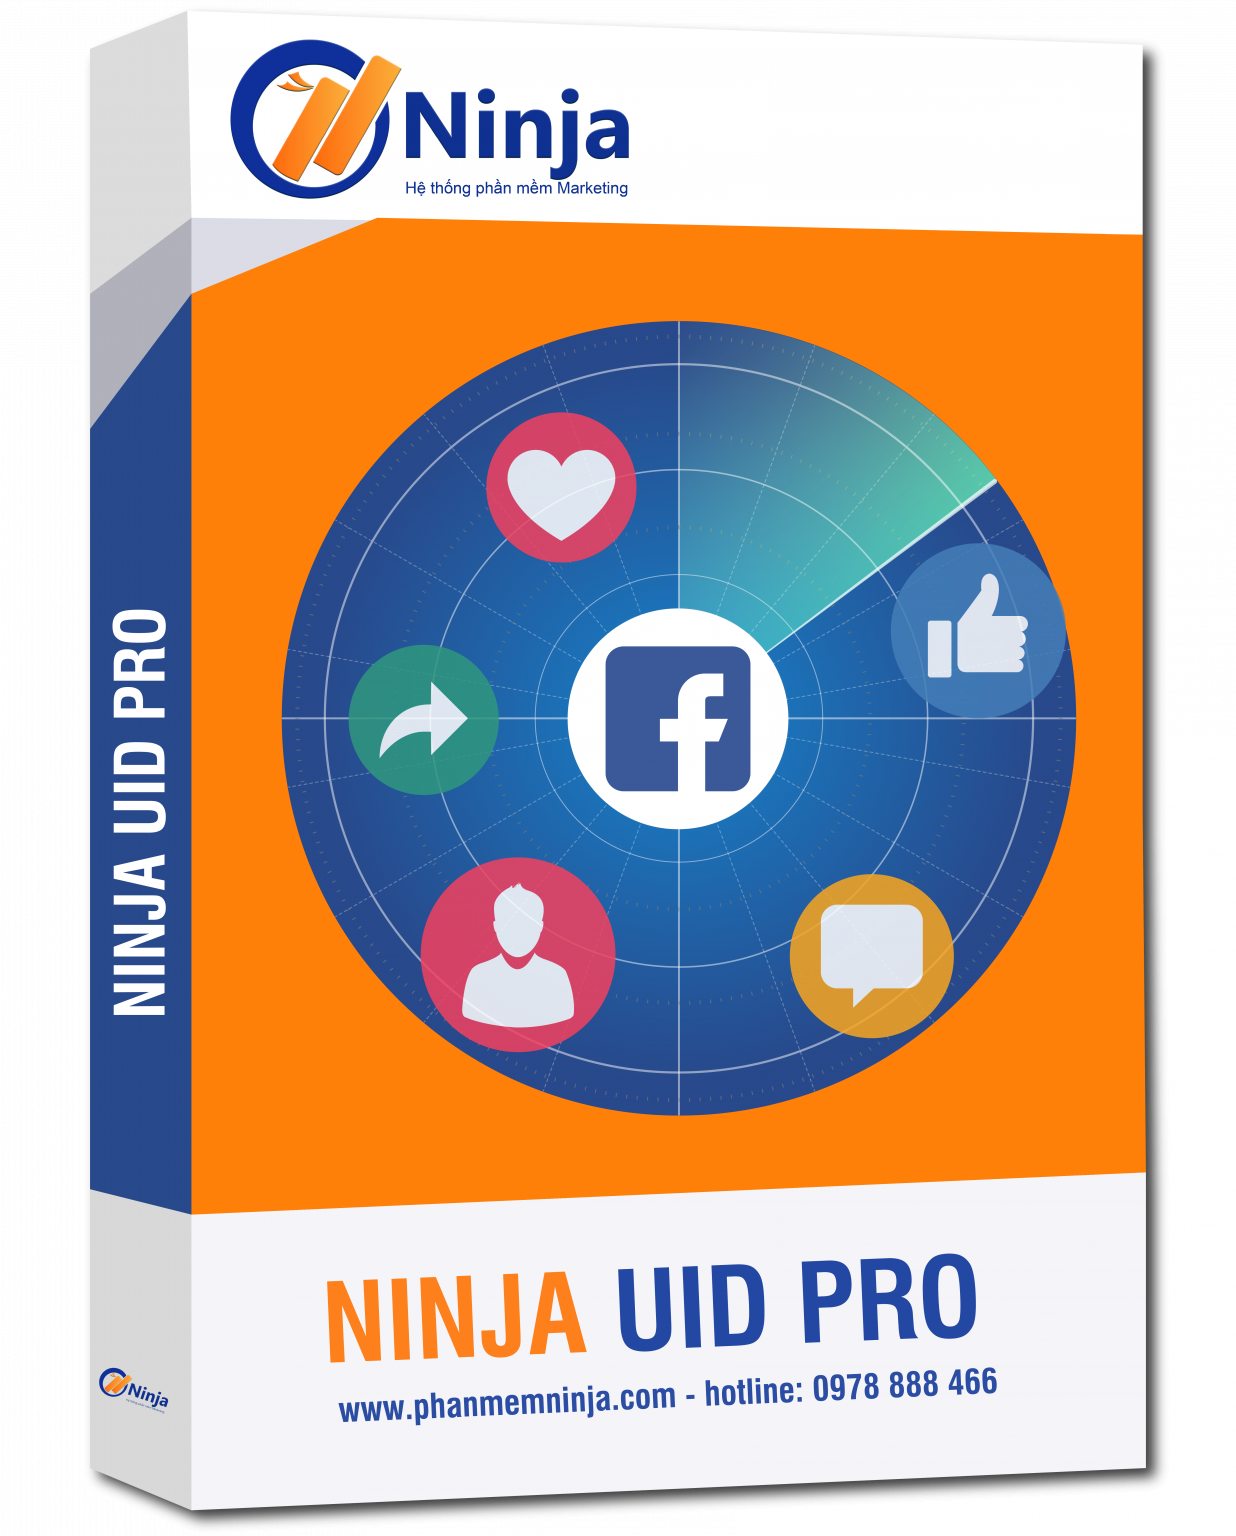 Ninja
Hệ thống phần mềm Marketing
NINJA UID PRO
NINJA UID PRO
www.phanmemninja.com - hotline: 0978 888 466
Ninja